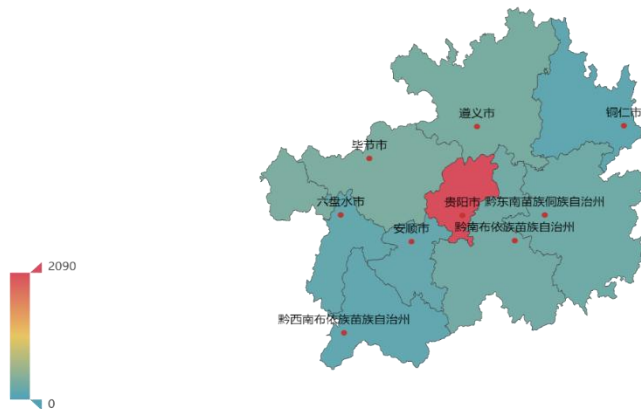 遵义市
铜仁市
毕节市
六盘水市
贵阳市
黔东南苗族侗族自治州
安顺市
黔南布依族苗族自治州
2090
黔西南布依族苗族自治州
0